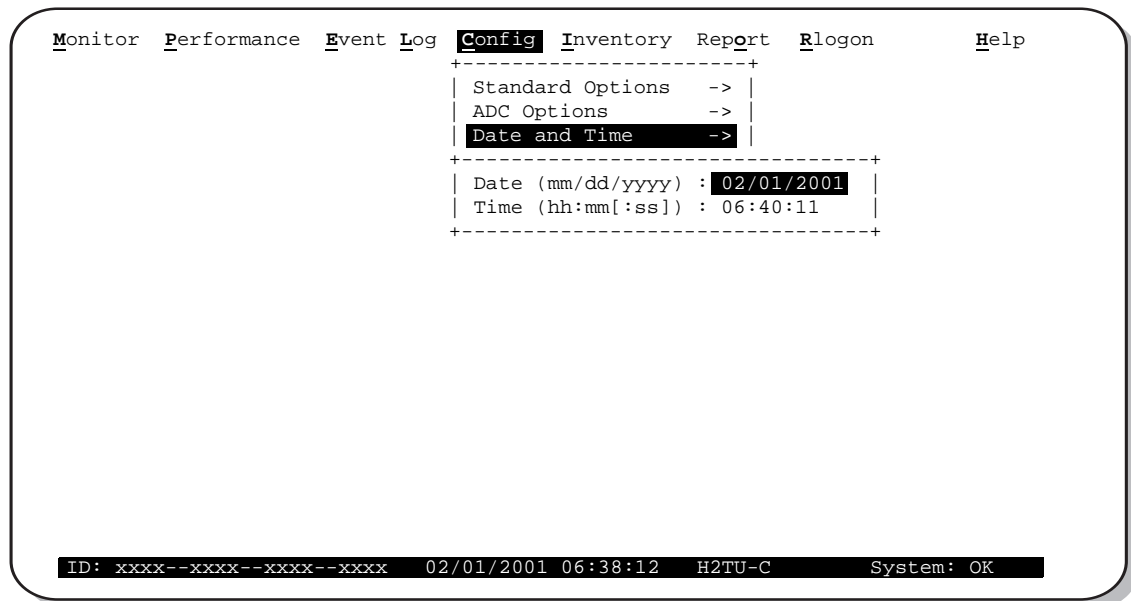 Monitor Performance Event Log Config Inventory Report Rlogon Help
+-----------------------+
| Standard Options -> |
| ADC Options -> |
| Date and Time -> |
+---------------------------------+
| Date (mm/dd/yyyy) : 02/01/2001 |
| Time (hh:mm[:ss]) : 06:40:11 |
+---------------------------------+
ID: xxxx--xxxx--xxxx--xxxx 02/01/2001 06:38:12 H2TU-C System: OK